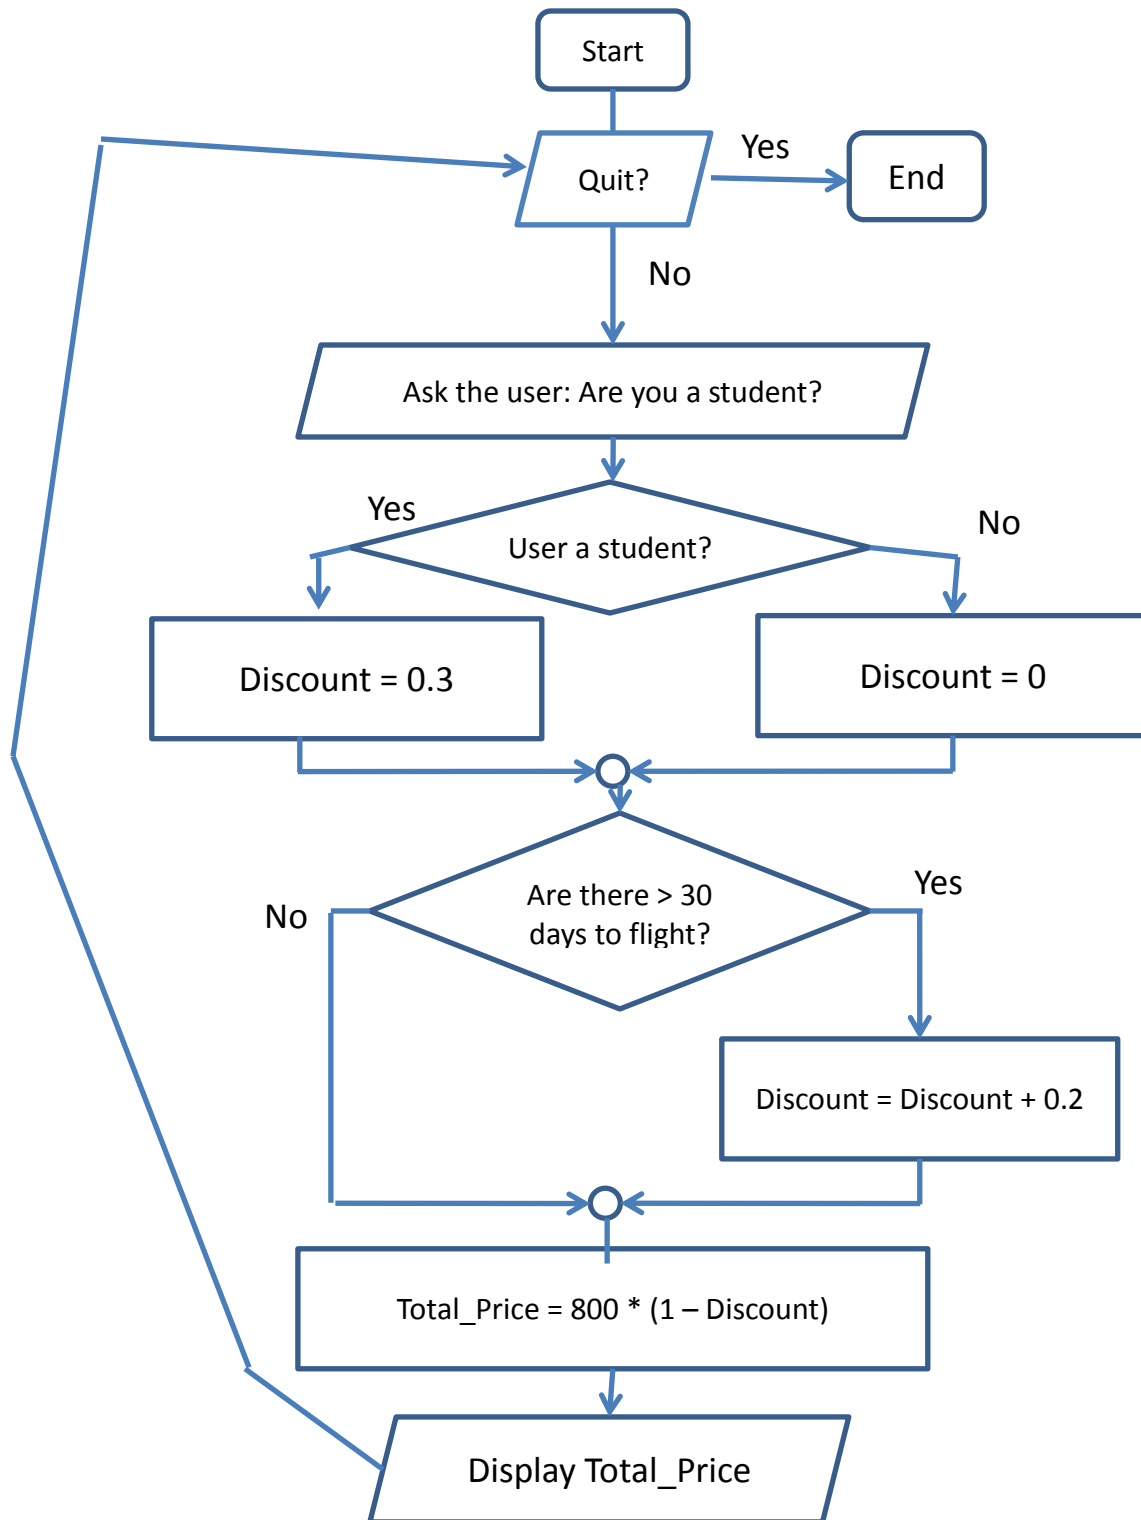 Start
Quit?
Yes
End
No
Ask the user: Are you a student?
Yes
User a student?
No
Discount = 0.3
Discount = 0
No
Are there > 30
days to flight?
Yes
Discount = Discount + 0.2
Total_Price = 800 * (1 – Discount)
Display Total_Price